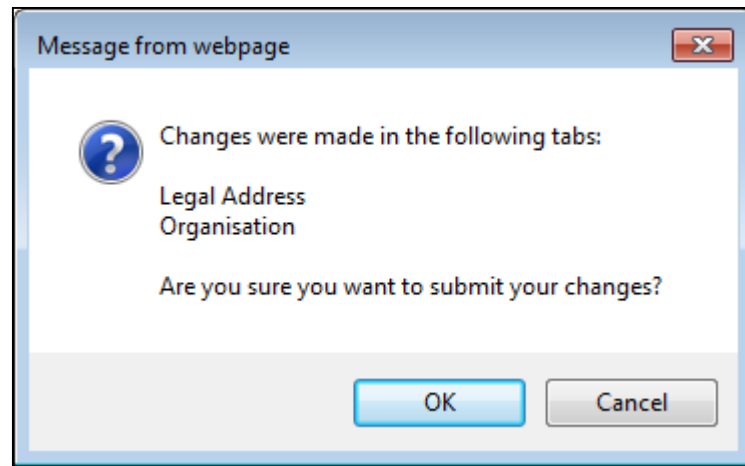 Message from webpage
Changes were made in the following tabs:
Legal Address
Organisation
Are you sure you want to submit your changes?
OK
Cancel